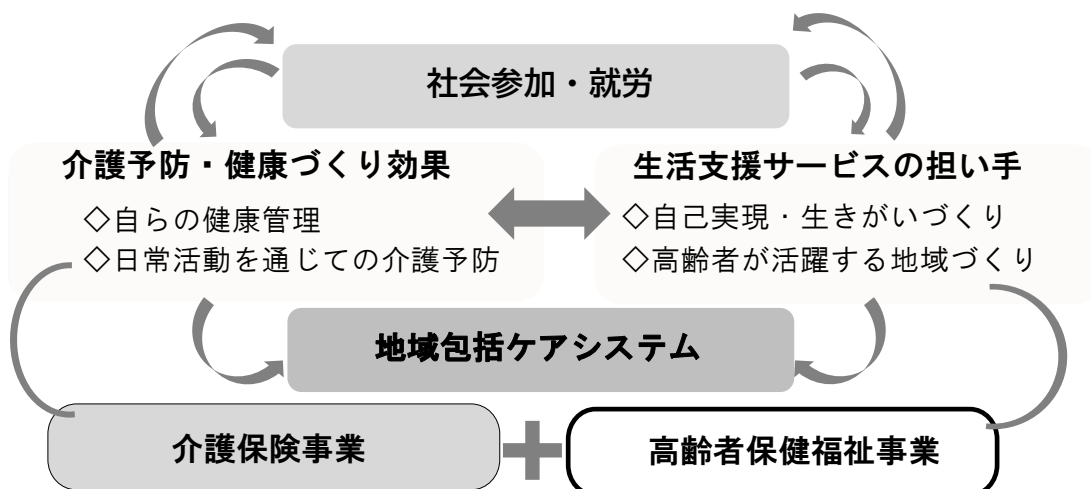 社会参加・就労
介護予防・健康づくり効果
◇自らの健康管理
◇日常活動を通じての介護予防
生活支援サービスの担い手
◇自己実現・生きがいづくり
◇高齢者が活躍する地域づくり
地域包括ケアシステム
介護保険事業
高齢者保健福祉事業